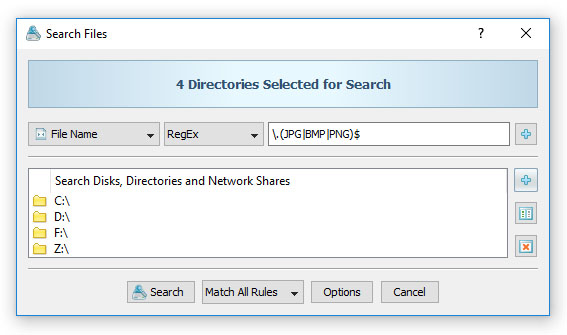 Search Files
?
4 Directories Selected for Search
File Name RegEx \.(JPG|BMP|PNG)$
Search Disks, Directories and Network Shares
C:\
D:\
F:\
Z:\
Search Match All Rules Options Cancel